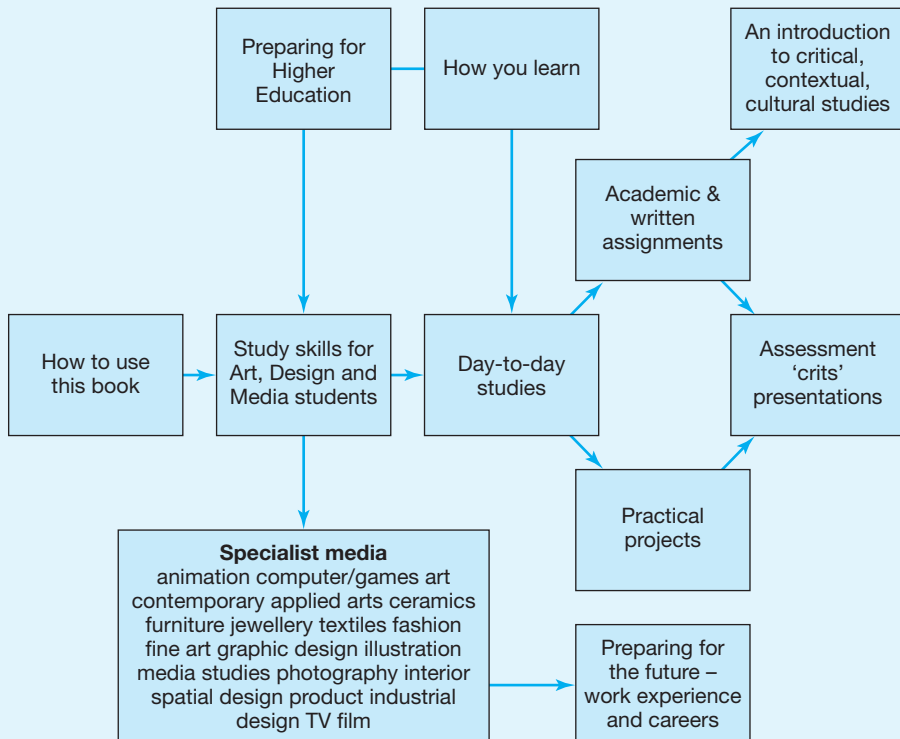 Preparing for
Higher
Education
How you learn
An introduction
to critical,
contextual,
cultural studies
Academic &
written
assignments
How to use
this book
Study skills for
Art, Design and
Media students
Day-to-day
studies
Assessment
‘crits’
presentations
Practical
projects
Specialist media
animation computer/games art
contemporary applied arts ceramics
furniture jewellery textiles fashion
fine art graphic design illustration
media studies photography interior
spatial design product industrial
design TV film
Preparing for
the future –
work experience
and careers